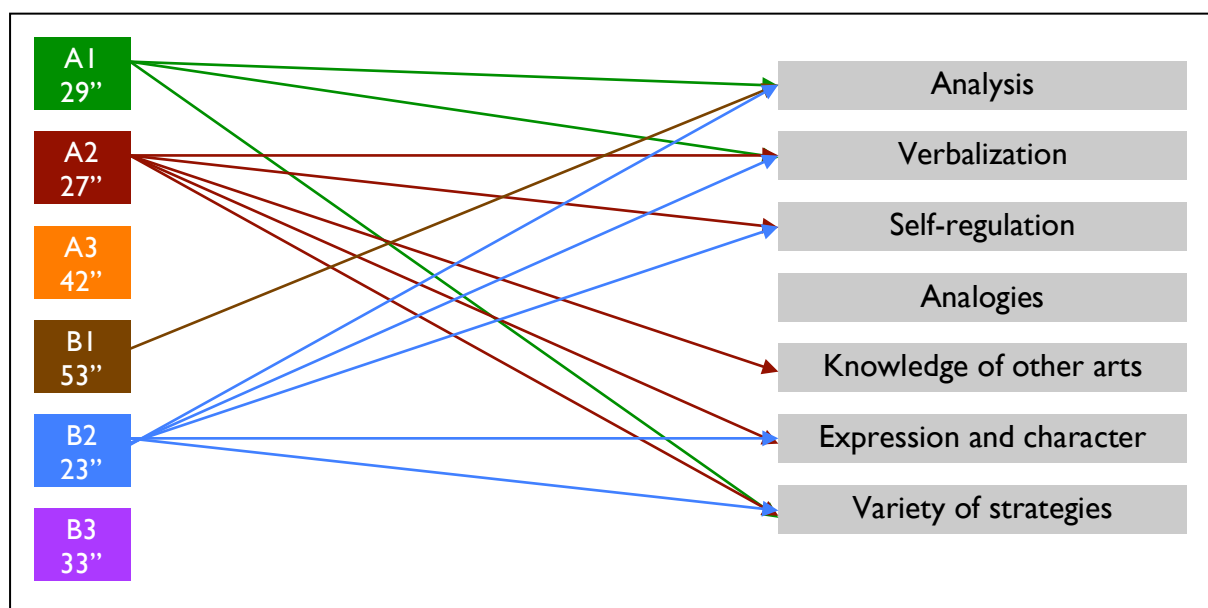 A1
29”
A2
27”
A3
42”
B1
53”
B2
23”
B3
33”
Analysis
Verbalization
Self-regulation
Analogies
Knowledge of other arts
Expression and character
Variety of strategies